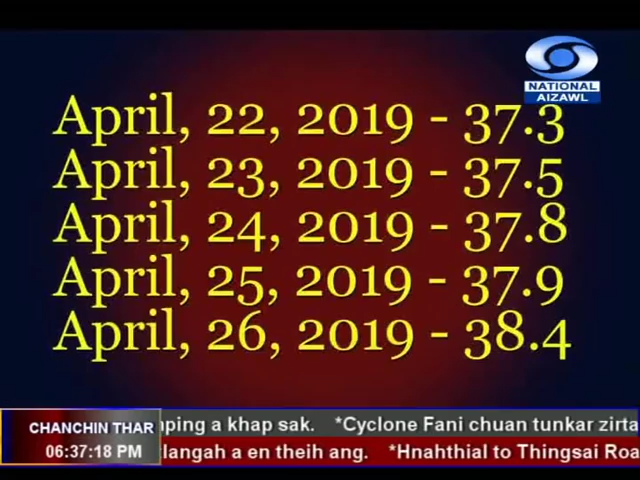 NATIONAL
AIZAWL
April, 22, 2019 - 37.3
April, 23, 2019 - 37.5
April, 24, 2019 - 37.8
April, 25, 2019 - 37.9
April, 26, 2019 - 38.4
CHANCHIN THAR
06:37:18 PM
a khap sak. *Cyclone Fani chuan tunkar
a en theih ang. *Hnahthial to Thingsai